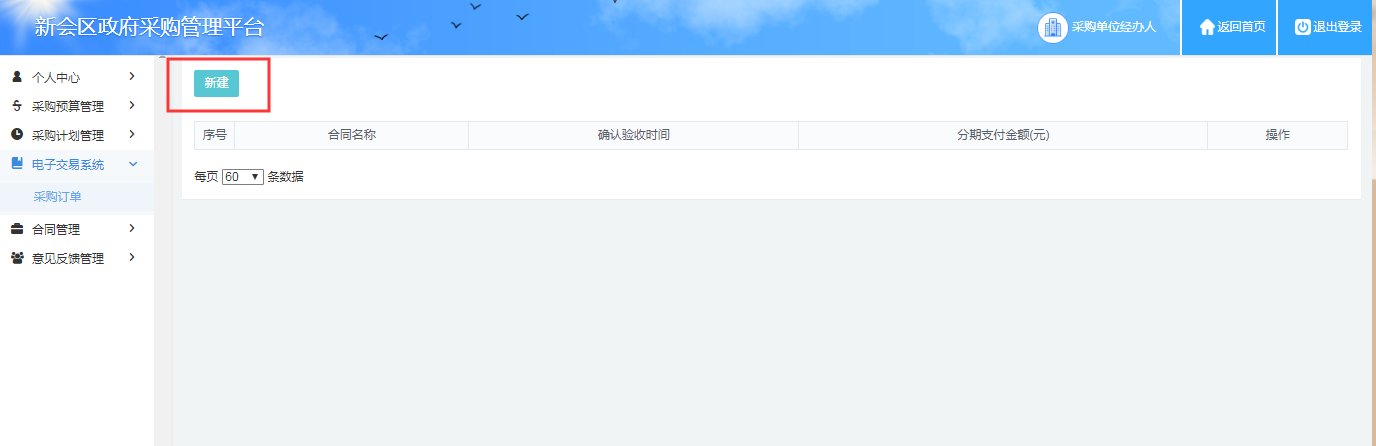 新会区政府采购管理平台
采购单位经办人
返回首页
退出登录
个人中心
采购预算管理
采购计划管理
电子交易系统
采购订单
合同管理
意见反馈管理
新建
序号 合同名称 确认验收时间 分期支付金额(元) 操作
每页 60 条数据